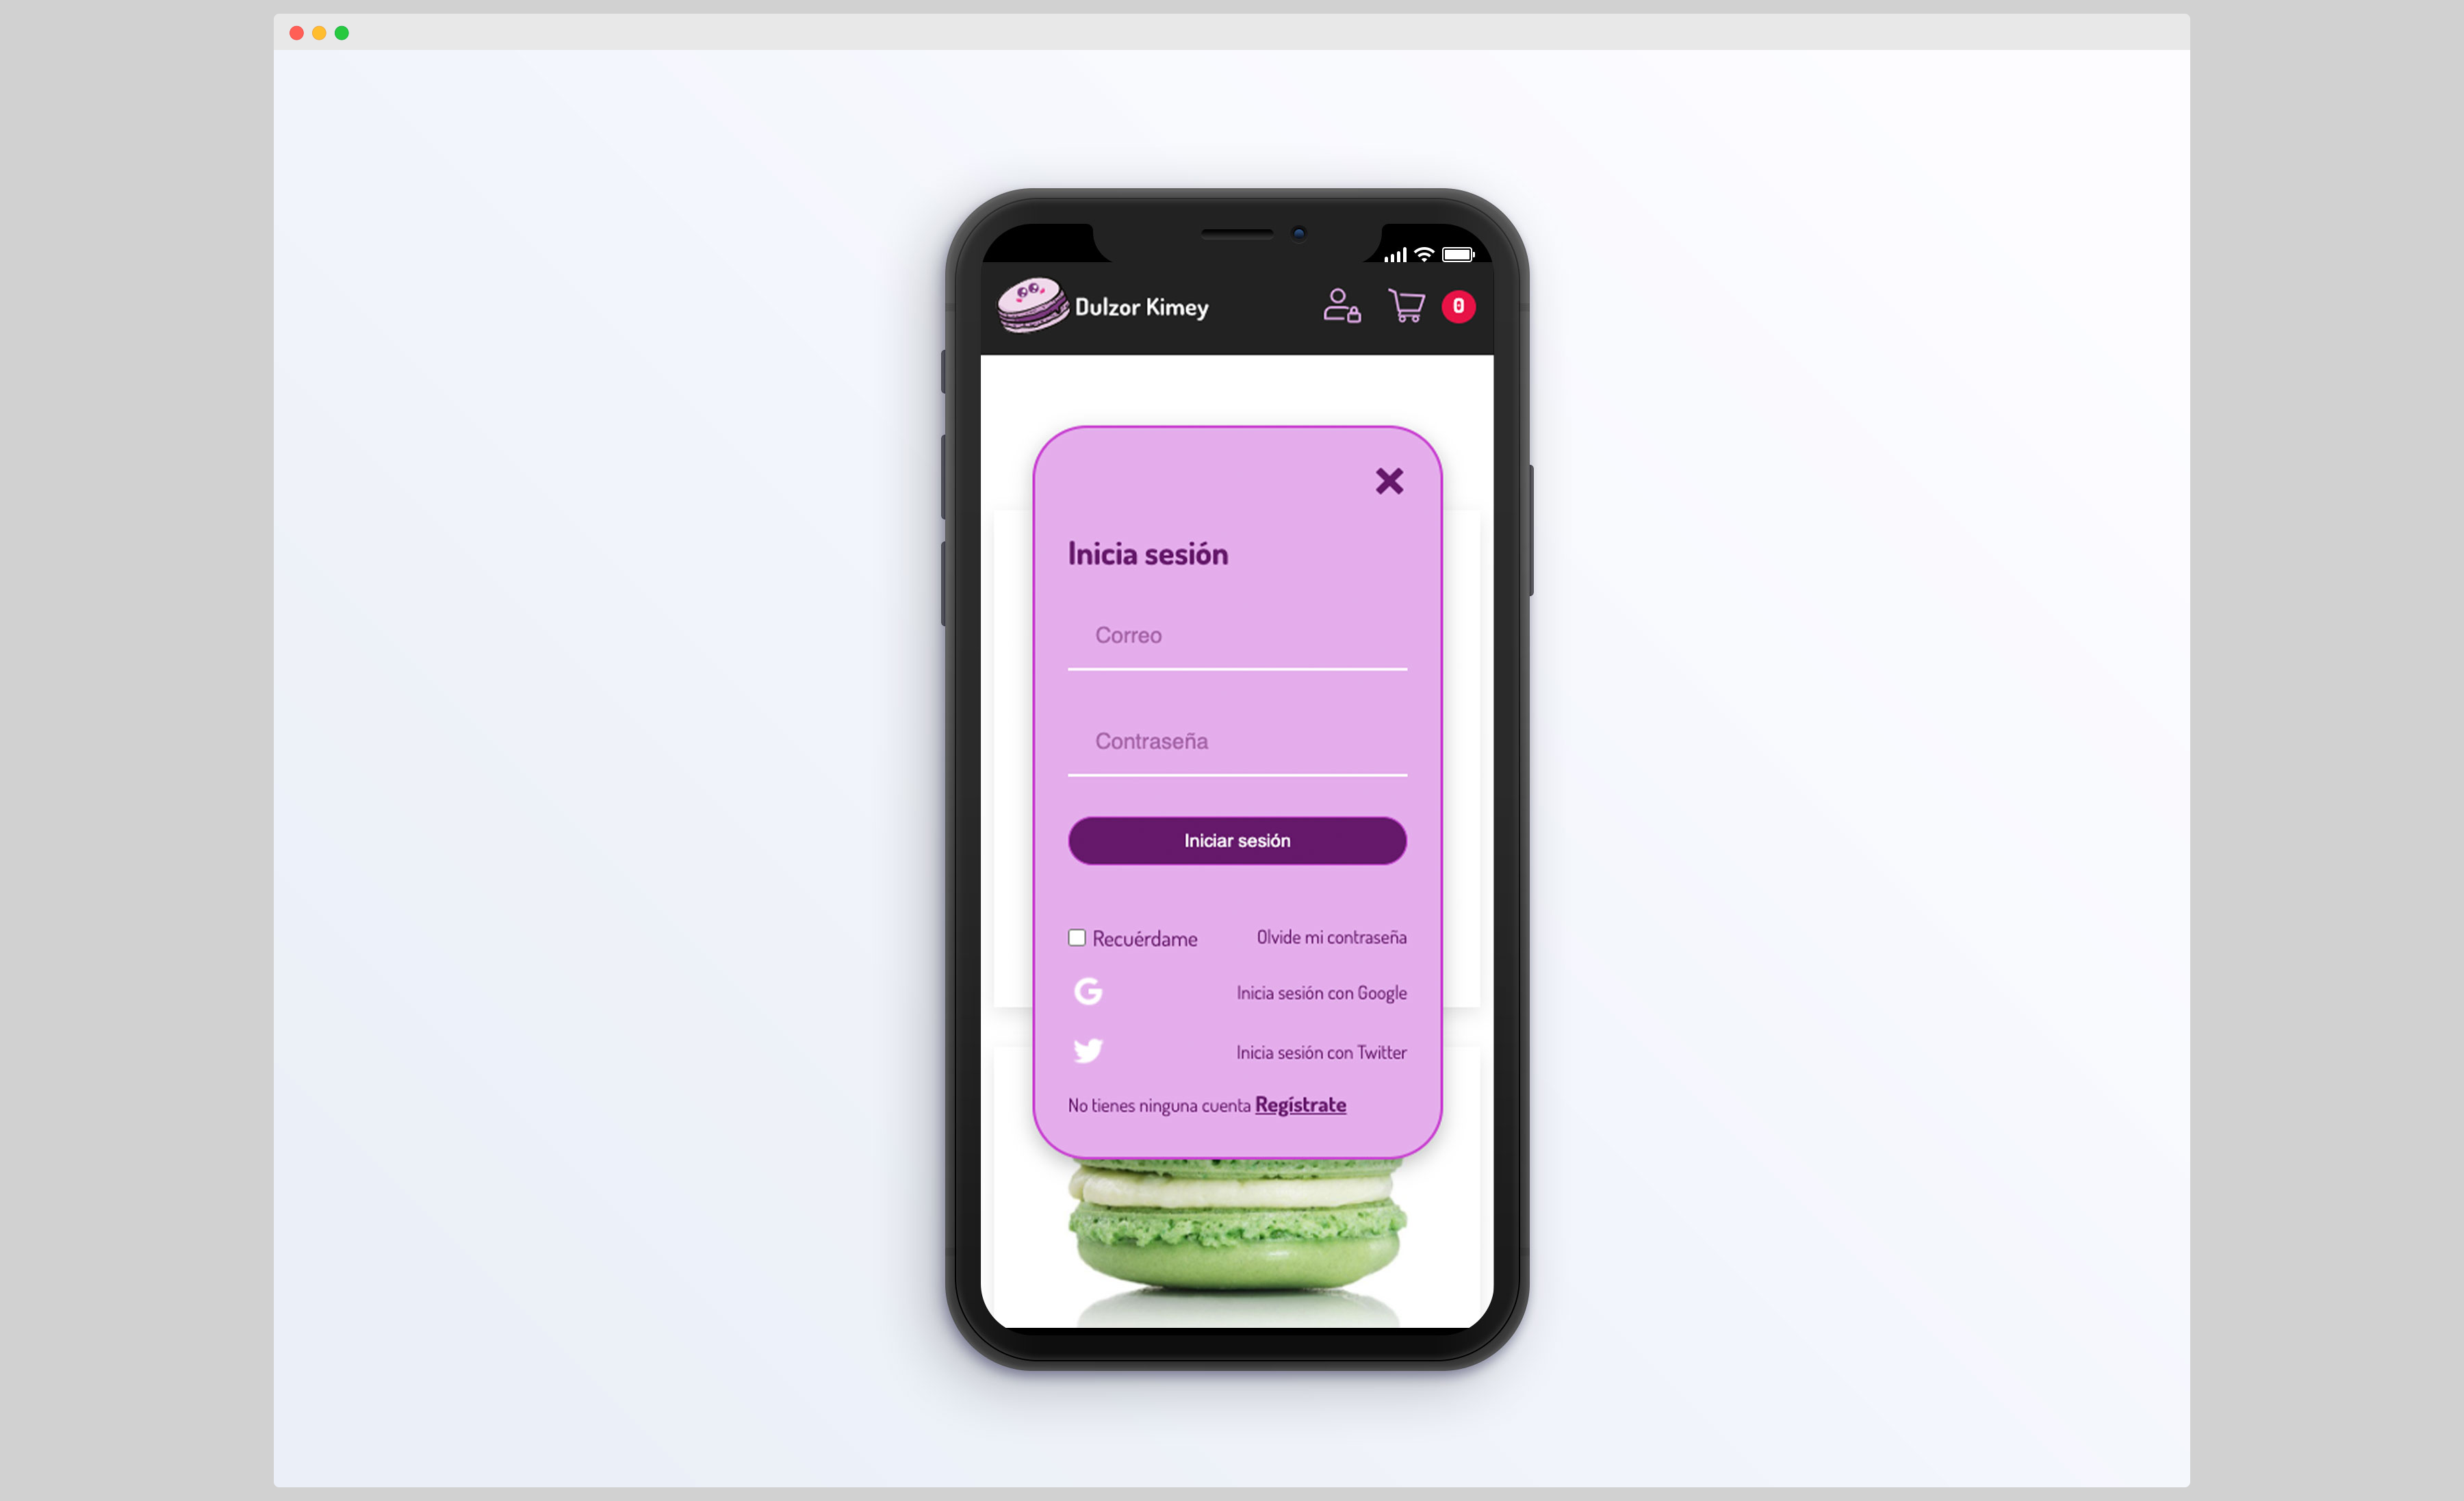 Dulzor Kimey
0
Inicia sesión
Correo
Contraseña
Iniciar sesión
Recuérdame
Olvide mi contraseña
Inicia sesión con Google
Inicia sesión con Twitter
No tienes ninguna cuenta Regístrate